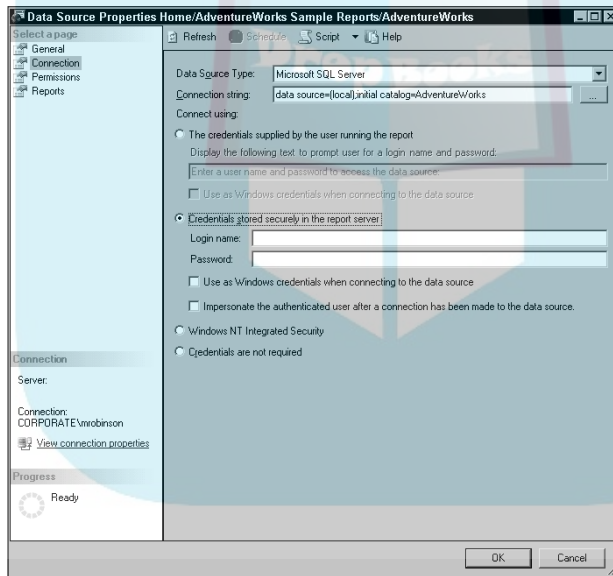 Data Source Properties Home/AdventureWorks Sample Reports/AdventureWorks
Select a page
General
Connection
Permissions
Reports
Refresh Schedule Script Help
Drop Books
Data Source Type: Microsoft SQL Server
Connection string: data source=(local);initial catalog=AdventureWorks ...
Connect using:
The credentials supplied by the user running the report
Display the following text to prompt user for a login name and password:
Enter a user name and password to access the data source:
Use as Windows credentials when connecting to the data source
Credentials stored securely in the report server
Login name:
Password:
Use as Windows credentials when connecting to the data source
Impersonate the authenticated user after a connection has been made to the data source.
Windows NT Integrated Security
Credentials are not required
Connection
Server:
Connection:
CORPORATE\mrobinson
View connection properties
Progress
Ready
OK Cancel